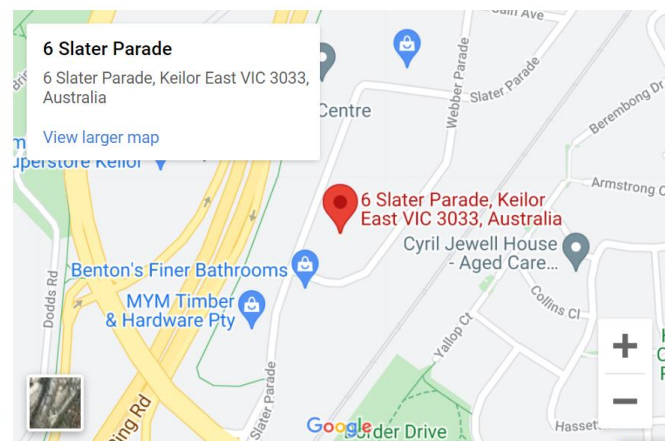 6 Slater Parade
6 Slater Parade, Keilor East VIC 3033,
Australia
View larger map
Centre
Webber Parade
Slater Parade
Berembong Dr
Armstrong C
6 Slater Parade, Keilor
East VIC 3033, Australia
Cyril Jewell House
- Aged Care...
Benton's Finer Bathrooms
MYM Timber
& Hardware Pty
Dodds Rd
Collins Cl
Yallop Ct
Slater Parade
Google
Border Drive
Hasset